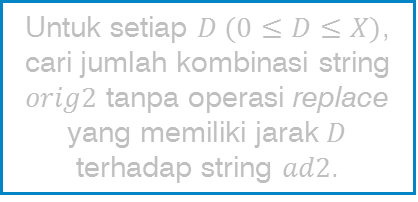 Untuk setiap D (0 ≤ D ≤ X),
cari jumlah kombinasi string
orig2 tanpa operasi replace
yang memiliki jarak D
terhadap string ad2.